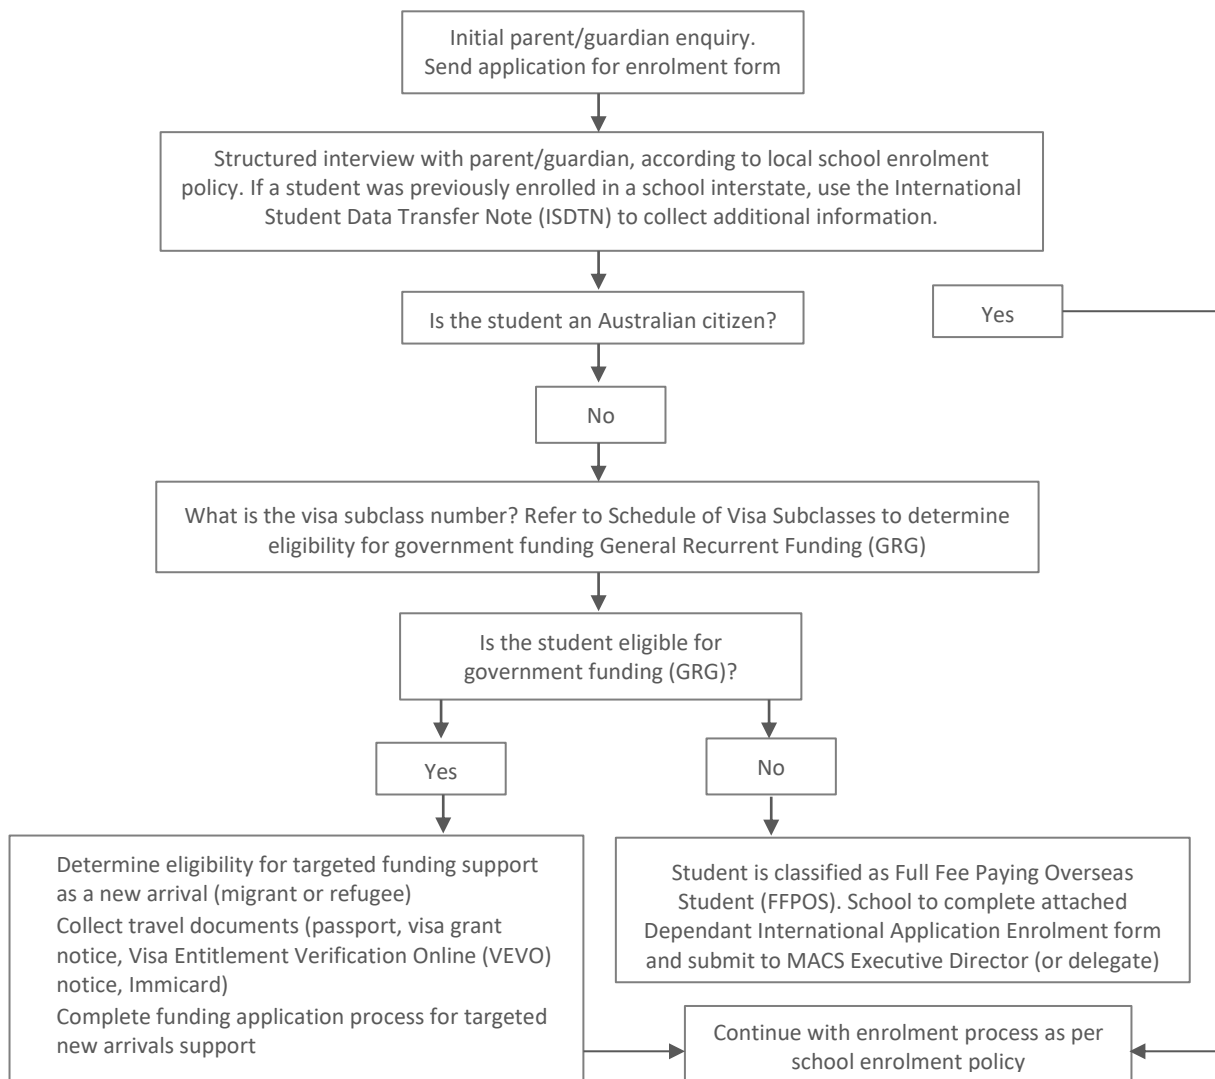 Initial parent/guardian enquiry.
Send application for enrolment form
Structured interview with parent/guardian, according to local school enrolment
policy. If a student was previously enrolled in a school interstate, use the International
Student Data Transfer Note (ISDTN) to collect additional information.
Is the student an Australian citizen?
Yes
No
What is the visa subclass number? Refer to Schedule of Visa Subclasses to determine
eligibility for government funding General Recurrent Funding (GRG)
Is the student eligible for
government funding (GRG)?
Yes
No
Determine eligibility for targeted funding support
as a new arrival (migrant or refugee)
Collect travel documents (passport, visa grant
notice, Visa Entitlement Verification Online (VEVO)
notice, Immicard)
Complete funding application process for targeted
new arrivals support
Student is classified as Full Fee Paying Overseas
Student (FFPOS). School to complete attached
Dependant International Application Enrolment form
and submit to MACS Executive Director (or delegate)
Continue with enrolment process as per
school enrolment policy